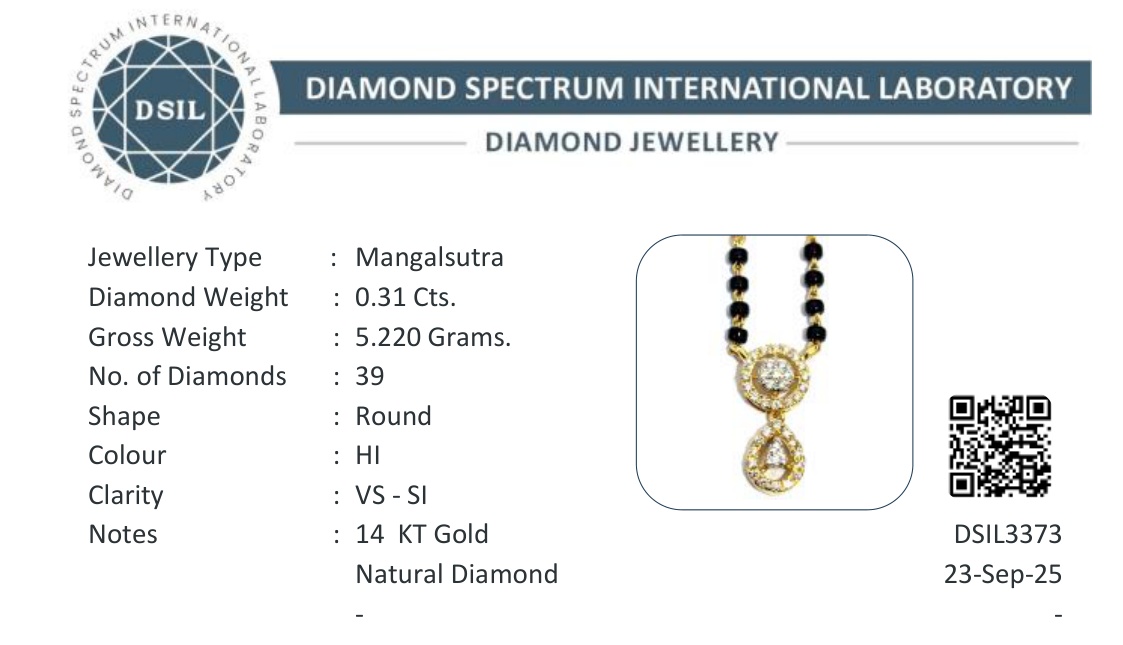 DIAMOND SPECTRUM INTERNATIONAL LABORATORY
DSIL
DIAMOND SPECTRUM INTERNATIONAL LABORATORY
DIAMOND JEWELLERY
Jewellery Type : Mangalsutra
Diamond Weight : 0.31 Cts.
Gross Weight : 5.220 Grams.
No. of Diamonds : 39
Shape : Round
Colour : HI
Clarity : VS - SI
Notes : 14 KT Gold
DSIL3373
Natural Diamond
23-Sep-25
-
-